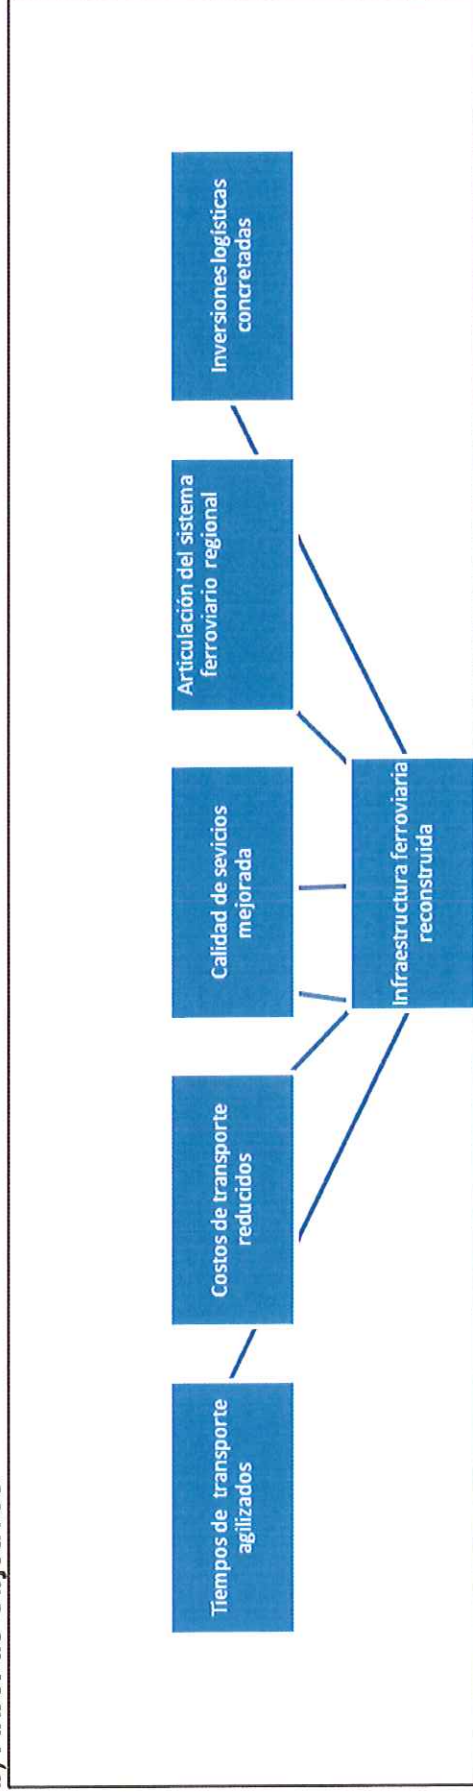 Tiempos de transporte
agilizados
Costos de transporte
reducidos
Calidad de sevicios
mejorada
Articulación del sistema
ferroviario regional
Inversiones logísticas
concretadas
Infraestructura ferroviaria
reconstruida